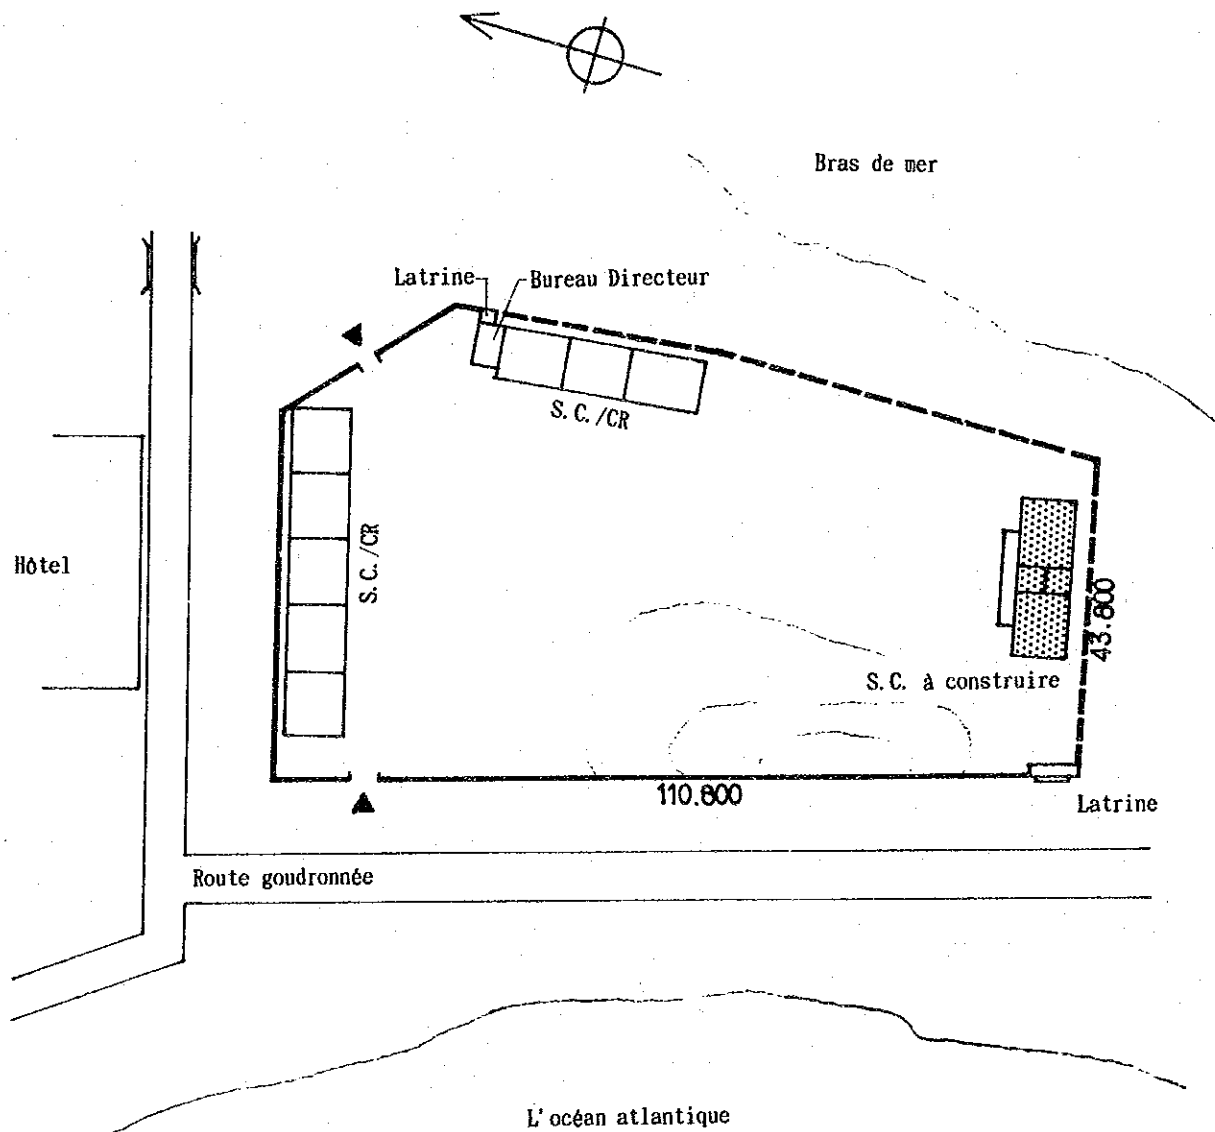 Bras de mer
Latrine
Bureau Directeur
S.C./CR
S.C./CR
Hôtel
43.800
S.C. à construire
110.800
Latrine
Route goudronnée
L'océan atlantique